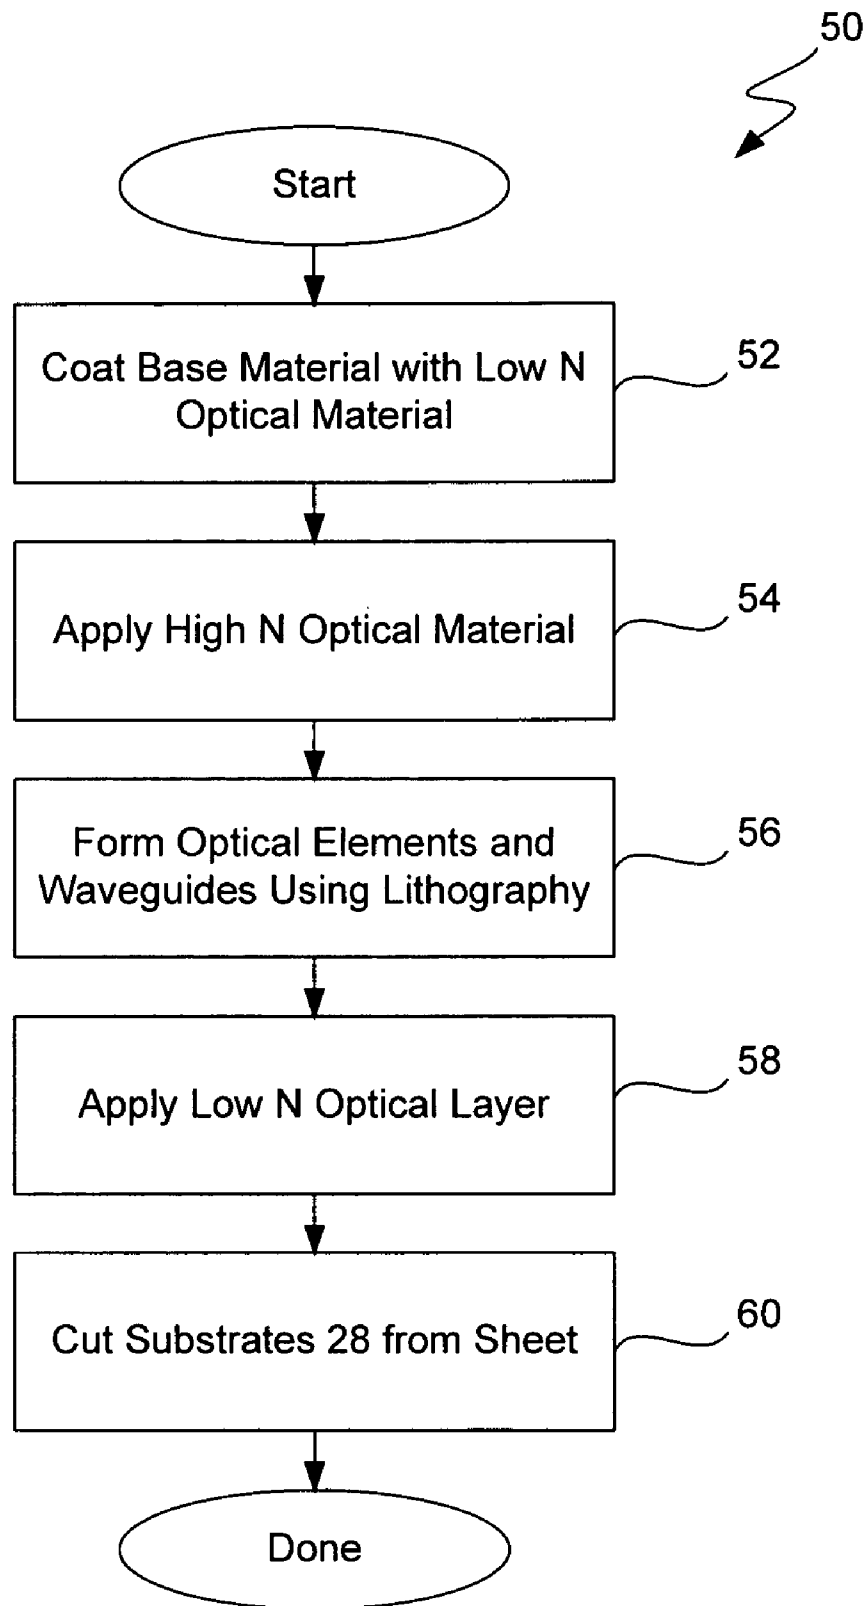 50
Start
Coat Base Material with Low N
Optical Material
52
Apply High N Optical Material
54
Form Optical Elements and
Waveguides Using Lithography
56
Apply Low N Optical Layer
58
Cut Substrates 28 from Sheet
60
Done